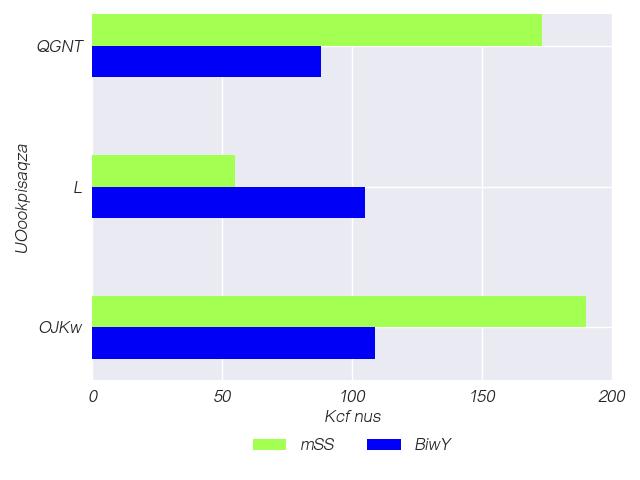 QGNT
L
OJKw
UOookpisaqza
0 50 100 150 200
Kcf nus
mSS BiwY